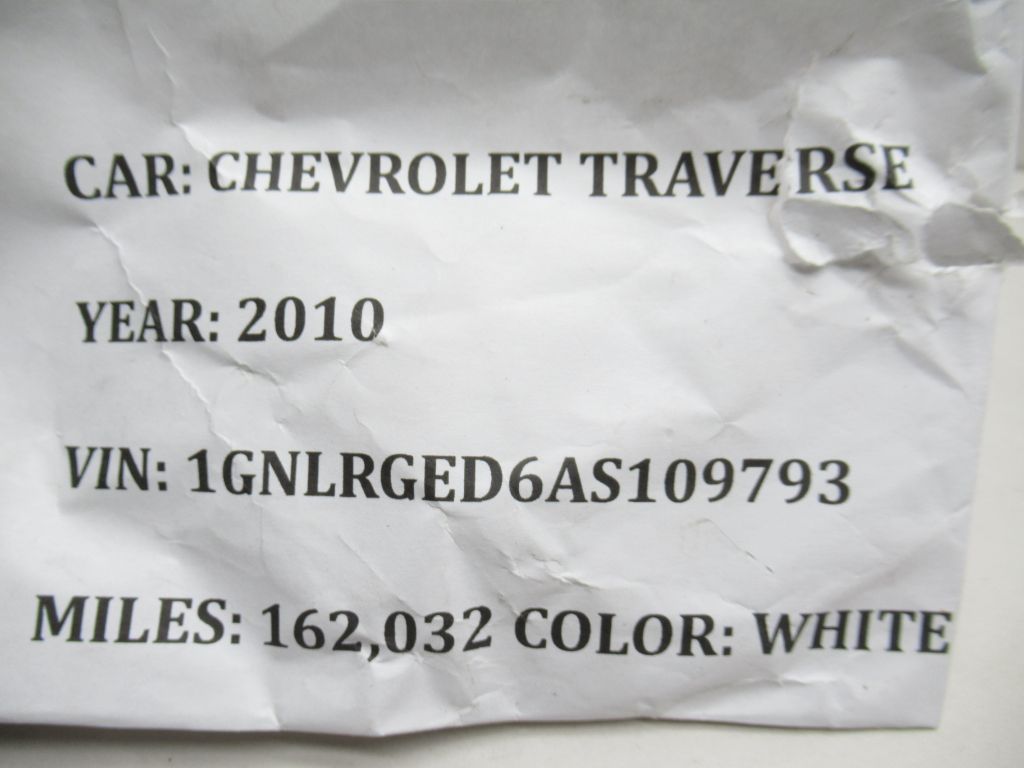 CAR: CHEVROLET TRAVERSE
YEAR: 2010
VIN: 1GNLRGED6AS109793
MILES: 162,032 COLOR: WHITE